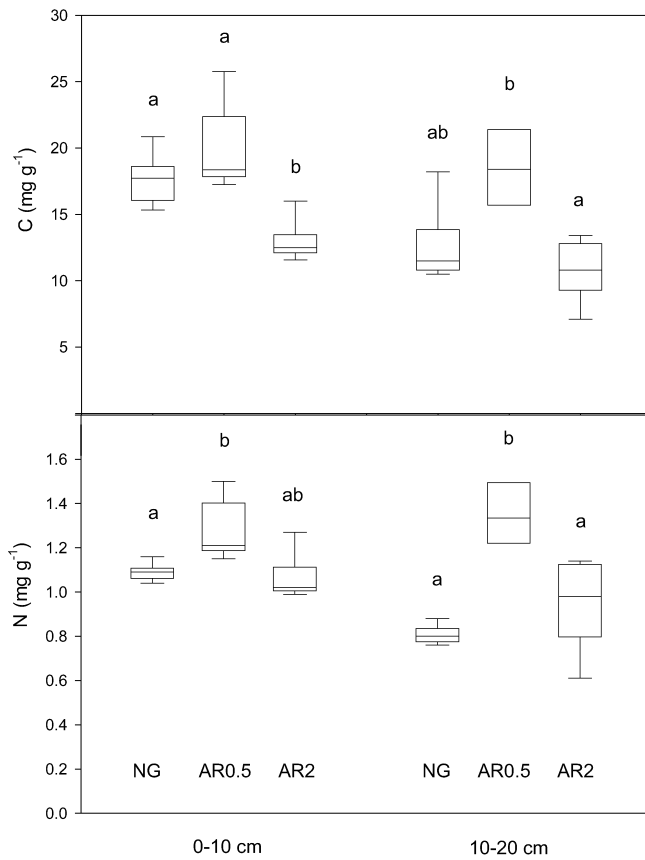 30
25
20
15
10
5
C (mg g⁻¹)
a
a
b
ab
b
a
1.6
1.4
1.2
1.0
0.8
0.6
0.4
0.2
0.0
N (mg g⁻¹)
a
b
ab
a
b
a
NG AR0.5 AR2 NG AR0.5 AR2
0-10 cm 10-20 cm